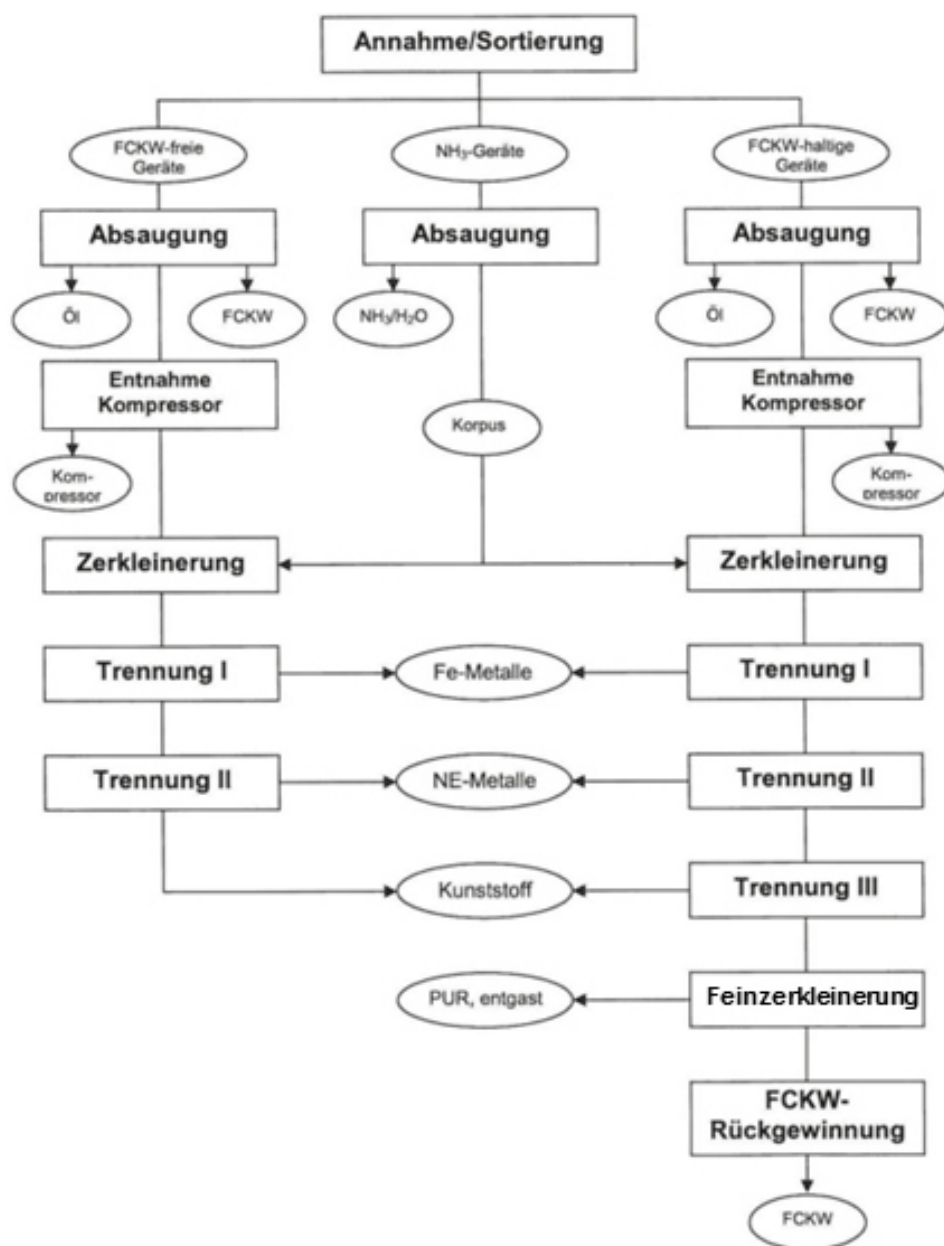 Annahme/Sortierung
FCKW-freie
Geräte
NH₃-Geräte
FCKW-haltige
Geräte
Absaugung
Absaugung
Absaugung
Öl
FCKW
NH₃/H₂O
Öl
FCKW
Entnahme
Kompressor
Entnahme
Kompressor
Korpus
Kom-
pressor
Kom-
pressor
Zerkleinerung
Zerkleinerung
Trennung I
Fe-Metalle
Trennung I
Trennung II
NE-Metalle
Trennung II
Kunststoff
Trennung III
PUR, entgast
Feinzerkleinerung
FCKW-
Rückgewinnung
FCKW